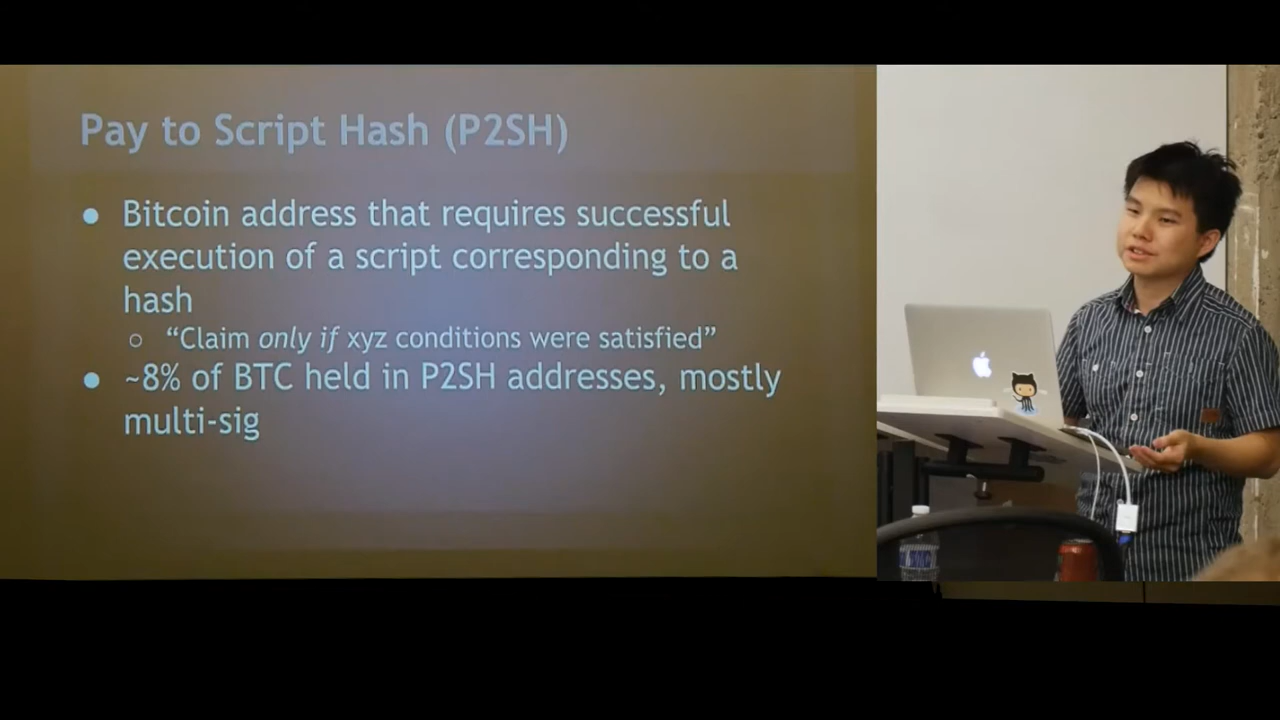 Pay to Script Hash (P2SH)
● Bitcoin address that requires successful
execution of a script corresponding to a
hash
○ “Claim only if xyz conditions were satisfied”
● ~8% of BTC held in P2SH addresses, mostly
multi-sig